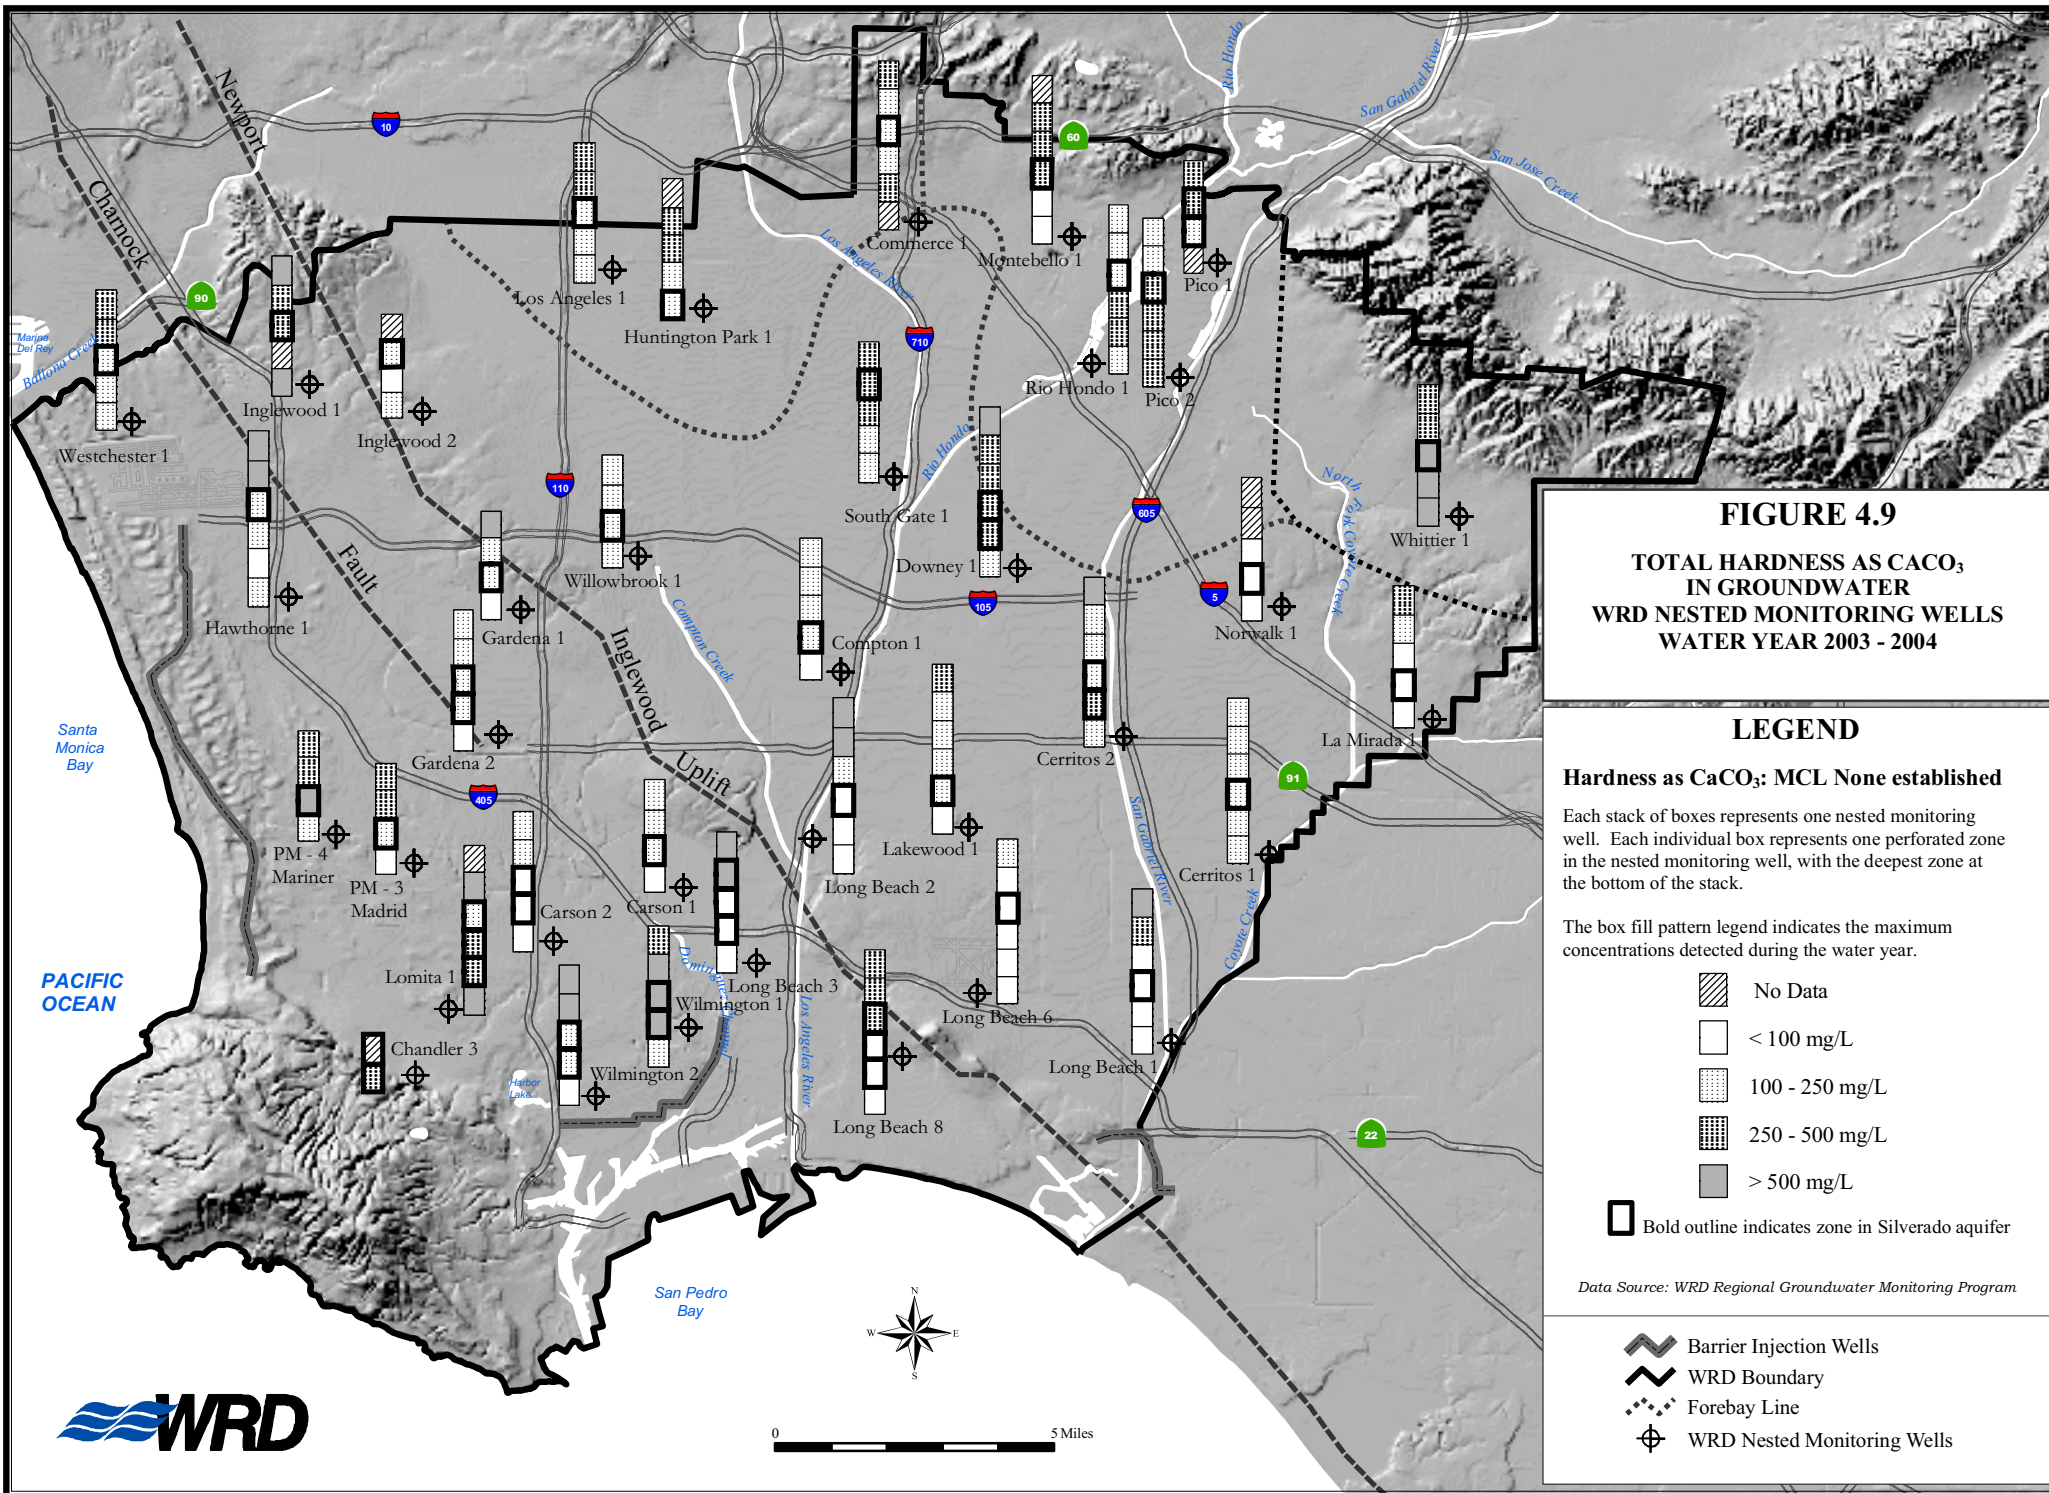 Newport
Charnock
Fault
Inglewood
Uplift
10
60
90
110
710
605
105
5
91
405
22
Rio Hondo
San Gabriel River
San Jose Creek
Los Angeles River
Ballona Creek
Marina
Del Rey
Rio Hondo
North Fork Coyote Creek
Compton Creek
San Gabriel River
Coyote Creek
Dominguez Channel
Los Angeles River
Harbor
Lake
Santa
Monica
Bay
PACIFIC
OCEAN
San Pedro
Bay
Commerce 1
Montebello 1
Pico 1
Los Angeles 1
Huntington Park 1
Rio Hondo 1
Pico 2
Inglewood 1
Inglewood 2
Westchester 1
South Gate 1
Whittier 1
Downey 1
Willowbrook 1
Norwalk 1
Hawthorne 1
Gardena 1
Compton 1
La Mirada 1
Gardena 2
Cerritos 2
Lakewood 1
Cerritos 1
Long Beach 2
PM - 4
Mariner
PM - 3
Madrid
Carson 2
Carson 1
Lomita 1
Long Beach 3
Wilmington 1
Long Beach 6
Chandler 3
Wilmington 2
Long Beach 1
Long Beach 8
FIGURE 4.9
TOTAL HARDNESS AS CACO3
IN GROUNDWATER
WRD NESTED MONITORING WELLS
WATER YEAR 2003 - 2004
LEGEND
Hardness as CaCO3: MCL None established
Each stack of boxes represents one nested monitoring
well. Each individual box represents one perforated zone
in the nested monitoring well, with the deepest zone at
the bottom of the stack.
The box fill pattern legend indicates the maximum
concentrations detected during the water year.
No Data
< 100 mg/L
100 - 250 mg/L
250 - 500 mg/L
> 500 mg/L
Bold outline indicates zone in Silverado aquifer
Data Source: WRD Regional Groundwater Monitoring Program
Barrier Injection Wells
WRD Boundary
Forebay Line
WRD Nested Monitoring Wells
N
W
E
S
0
5 Miles
WRD